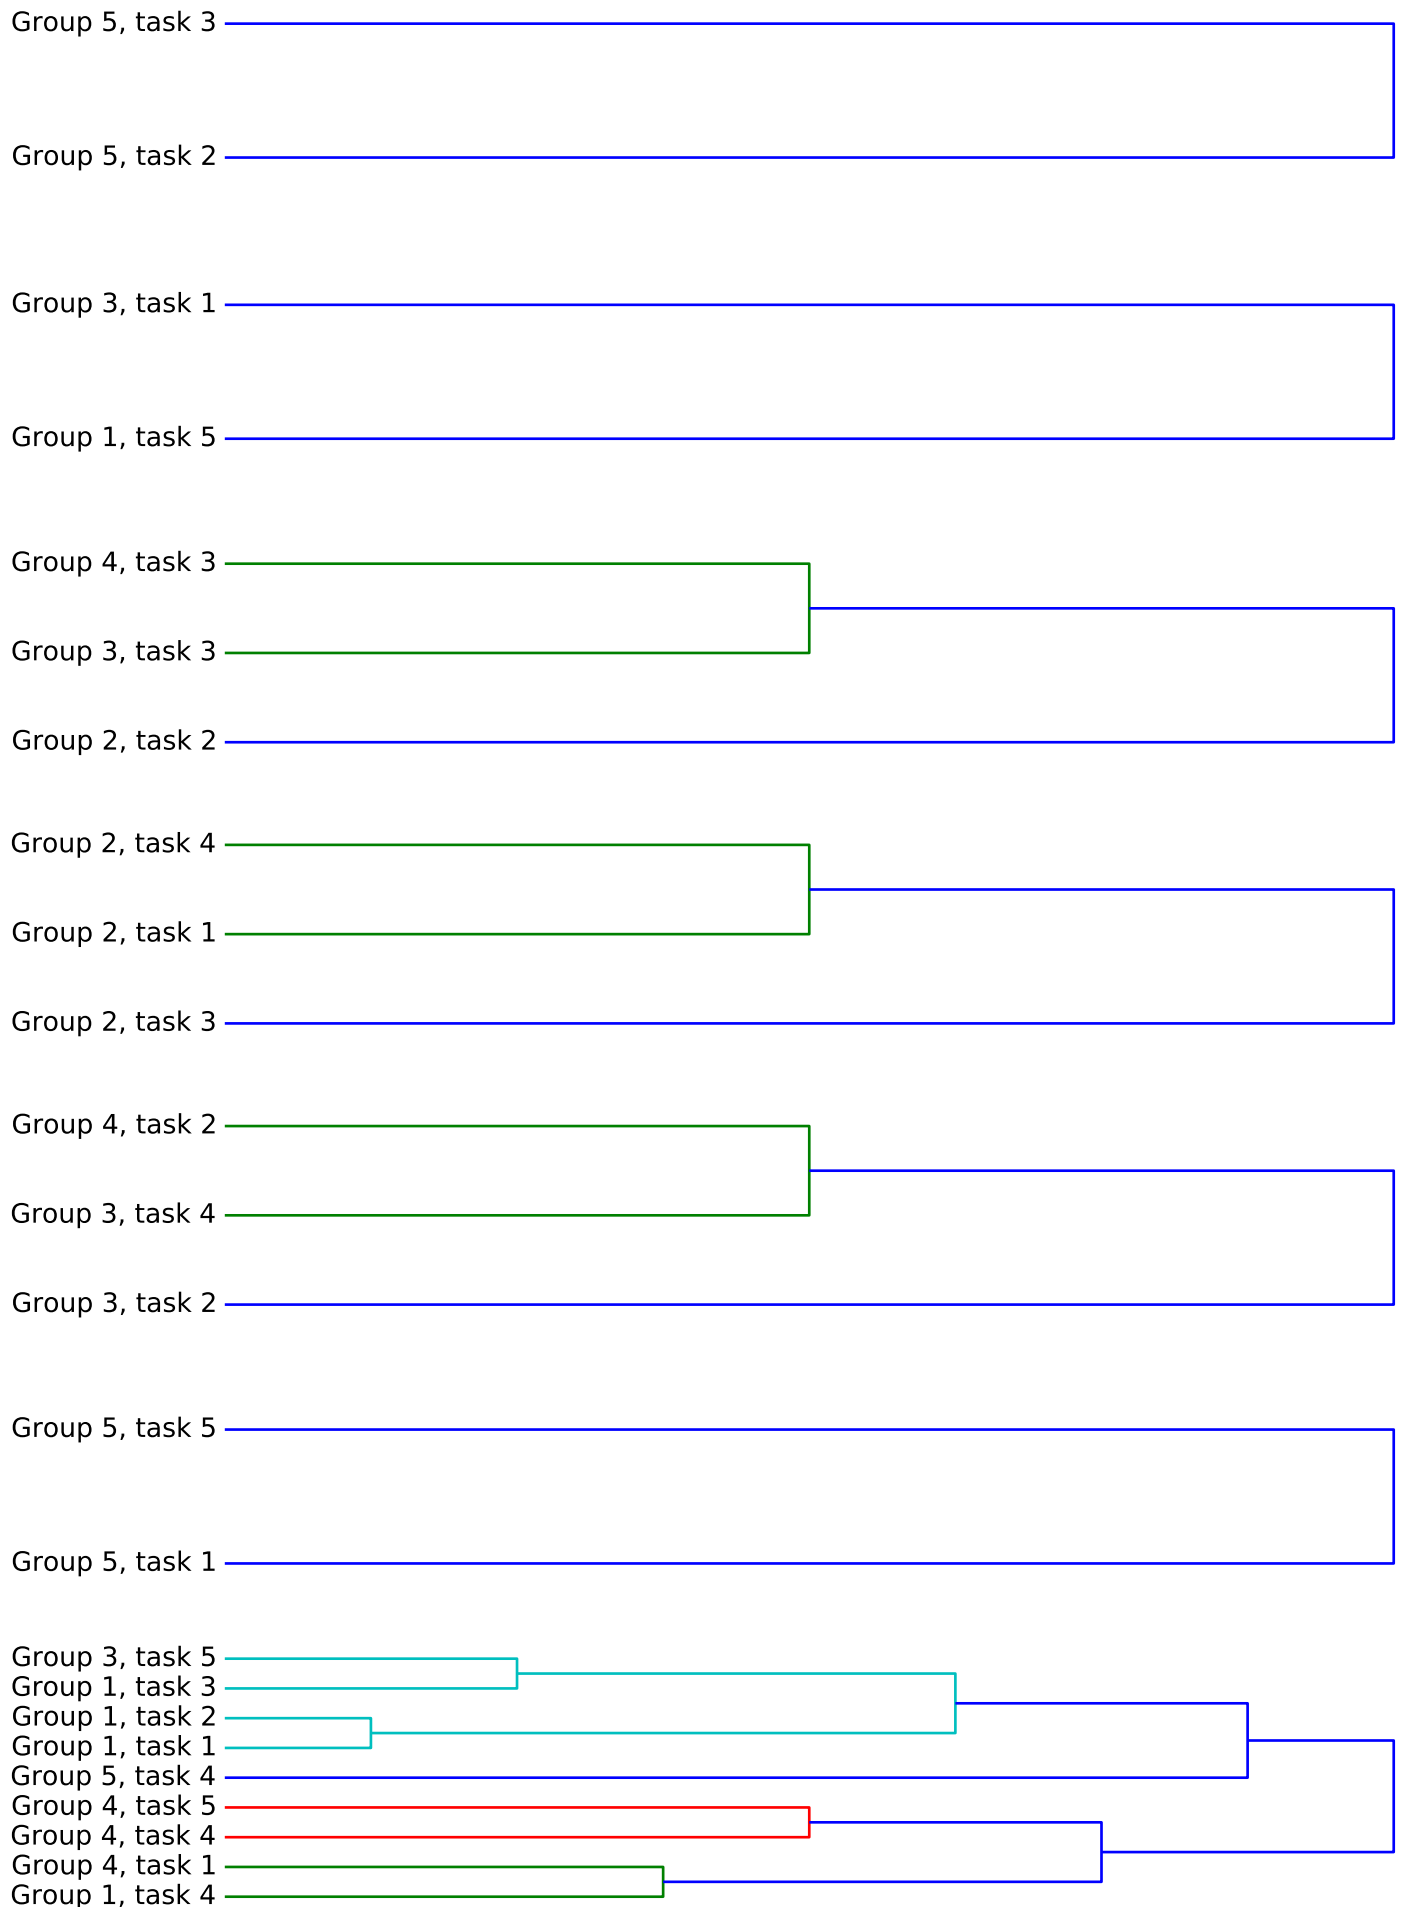 Group 5, task 3
Group 5, task 2
Group 3, task 1
Group 1, task 5
Group 4, task 3
Group 3, task 3
Group 2, task 2
Group 2, task 4
Group 2, task 1
Group 2, task 3
Group 4, task 2
Group 3, task 4
Group 3, task 2
Group 5, task 5
Group 5, task 1
Group 3, task 5
Group 1, task 3
Group 1, task 2
Group 1, task 1
Group 5, task 4
Group 4, task 5
Group 4, task 4
Group 4, task 1
Group 1, task 4